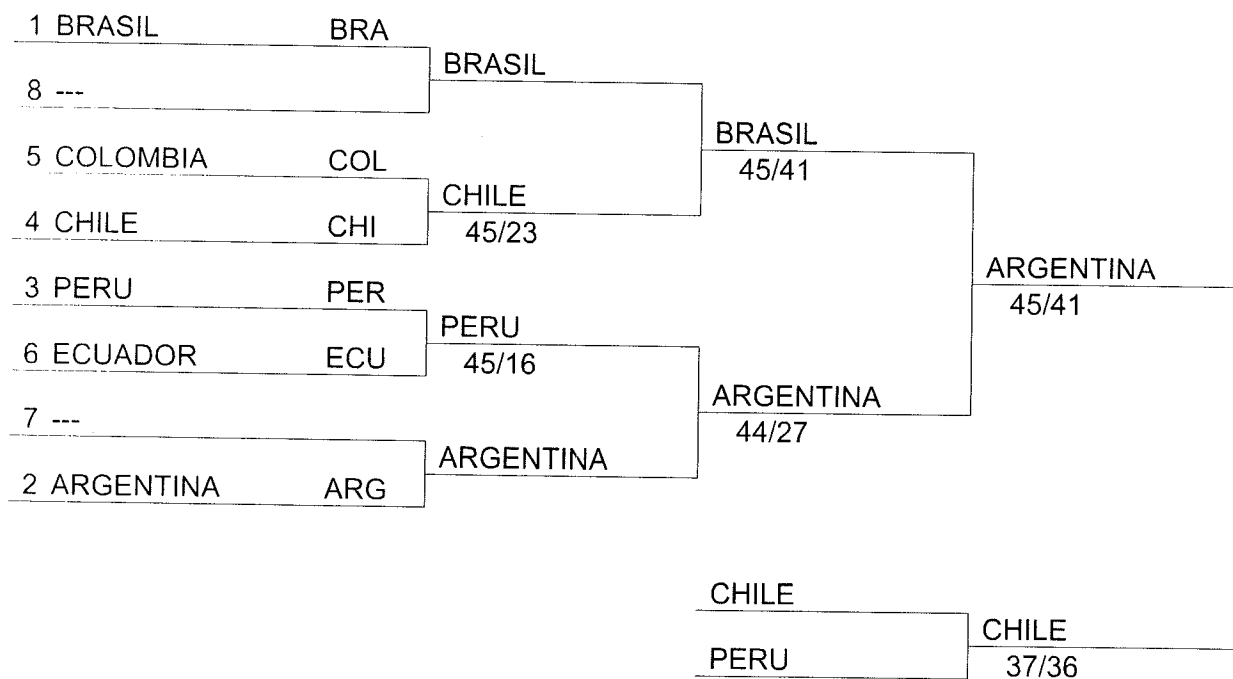 1 BRASIL BRA
BRASIL
8 ---
BRASIL
45/41
5 COLOMBIA COL
CHILE
45/23
4 CHILE CHI
ARGENTINA
45/41
3 PERU PER
PERU
45/16
6 ECUADOR ECU
ARGENTINA
44/27
7 ---
ARGENTINA
2 ARGENTINA ARG
CHILE
CHILE
37/36
PERU